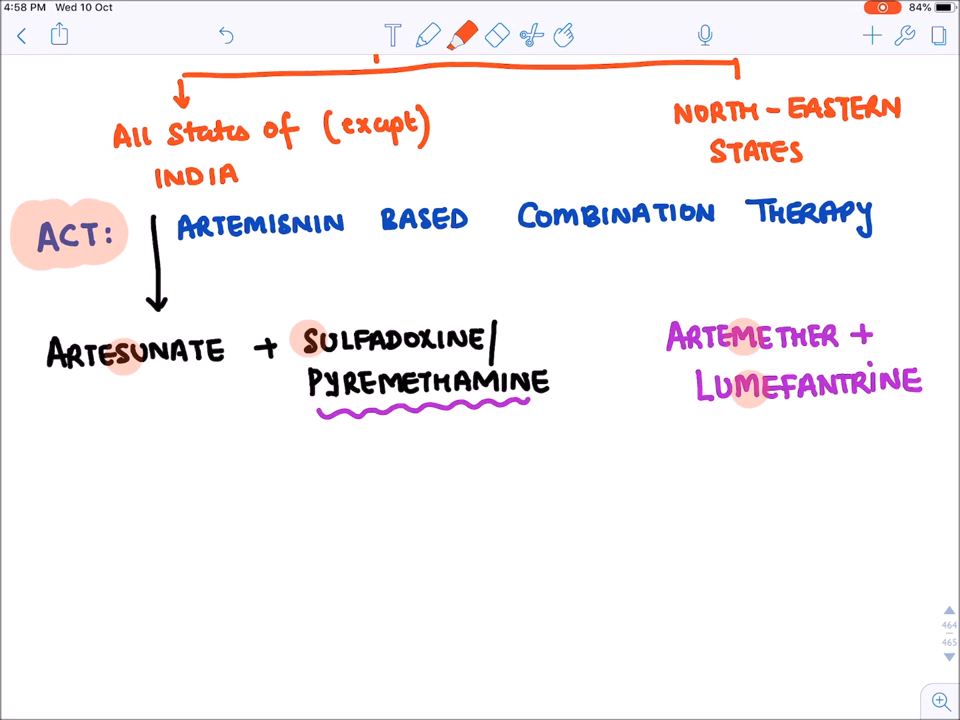 4:58 PM Wed 10 Oct
84%
T
All States of (except)
INDIA
NORTH-EASTERN
STATES
ACT: ARTEMISNIN BASED COMBINATION THERAPY
ARTESUNATE + SULFADOXINE/
PYREMETHAMINE
ARTEMETHER +
LUMEFANTRINE
464
465